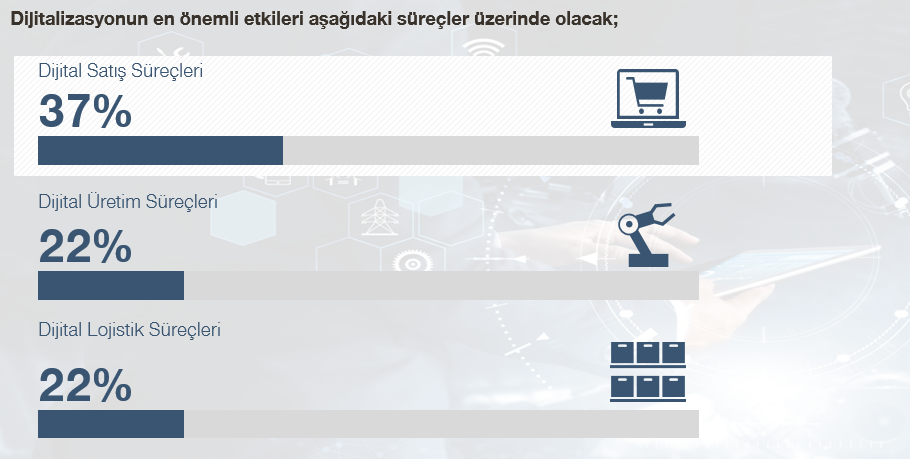 Dijitalizasyonun en önemli etkileri aşağıdaki süreçler üzerinde olacak;
Dijital Satış Süreçleri
37%
Dijital Üretim Süreçleri
22%
Dijital Lojistik Süreçleri
22%